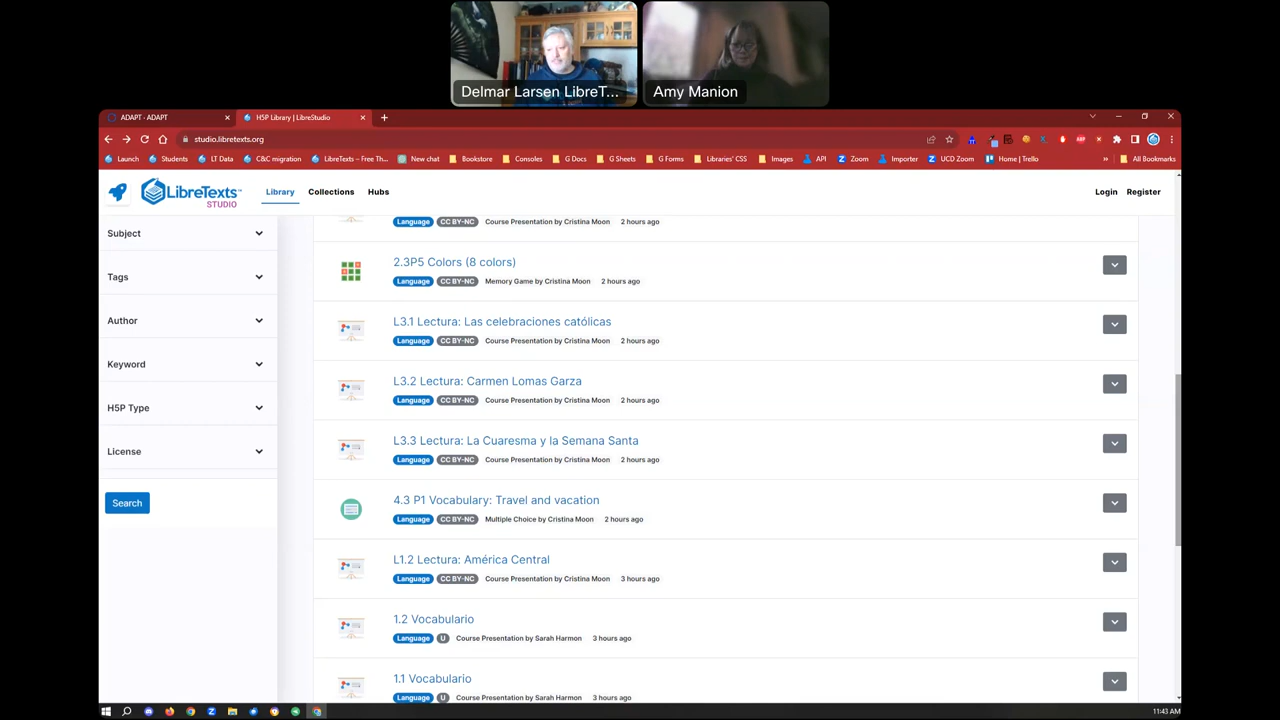 Delmar Larsen LibreT...
Amy Manion
ADAPT - ADAPT
H5P Library | LibreStudio
studio.libretexts.org
Launch
Students
LT Data
C&C migration
LibreTexts – Free Th...
New chat
Bookstore
Consoles
G Docs
G Sheets
G Forms
Libraries' CSS
Images
API
Zoom
Importer
UCD Zoom
Home | Trello
»
All Bookmarks
LibreTexts™
STUDIO
Library
Collections
Hubs
Login
Register
Subject
Tags
Author
Keyword
H5P Type
License
Search
Language CC BY-NC Course Presentation by Cristina Moon 2 hours ago
2.3P5 Colors (8 colors)
Language CC BY-NC Memory Game by Cristina Moon 2 hours ago
L3.1 Lectura: Las celebraciones católicas
Language CC BY-NC Course Presentation by Cristina Moon 2 hours ago
L3.2 Lectura: Carmen Lomas Garza
Language CC BY-NC Course Presentation by Cristina Moon 2 hours ago
L3.3 Lectura: La Cuaresma y la Semana Santa
Language CC BY-NC Course Presentation by Cristina Moon 2 hours ago
4.3 P1 Vocabulary: Travel and vacation
Language CC BY-NC Multiple Choice by Cristina Moon 2 hours ago
L1.2 Lectura: América Central
Language CC BY-NC Course Presentation by Cristina Moon 3 hours ago
1.2 Vocabulario
Language U Course Presentation by Sarah Harmon 3 hours ago
1.1 Vocabulario
Language U Course Presentation by Sarah Harmon 3 hours ago
11:43 AM